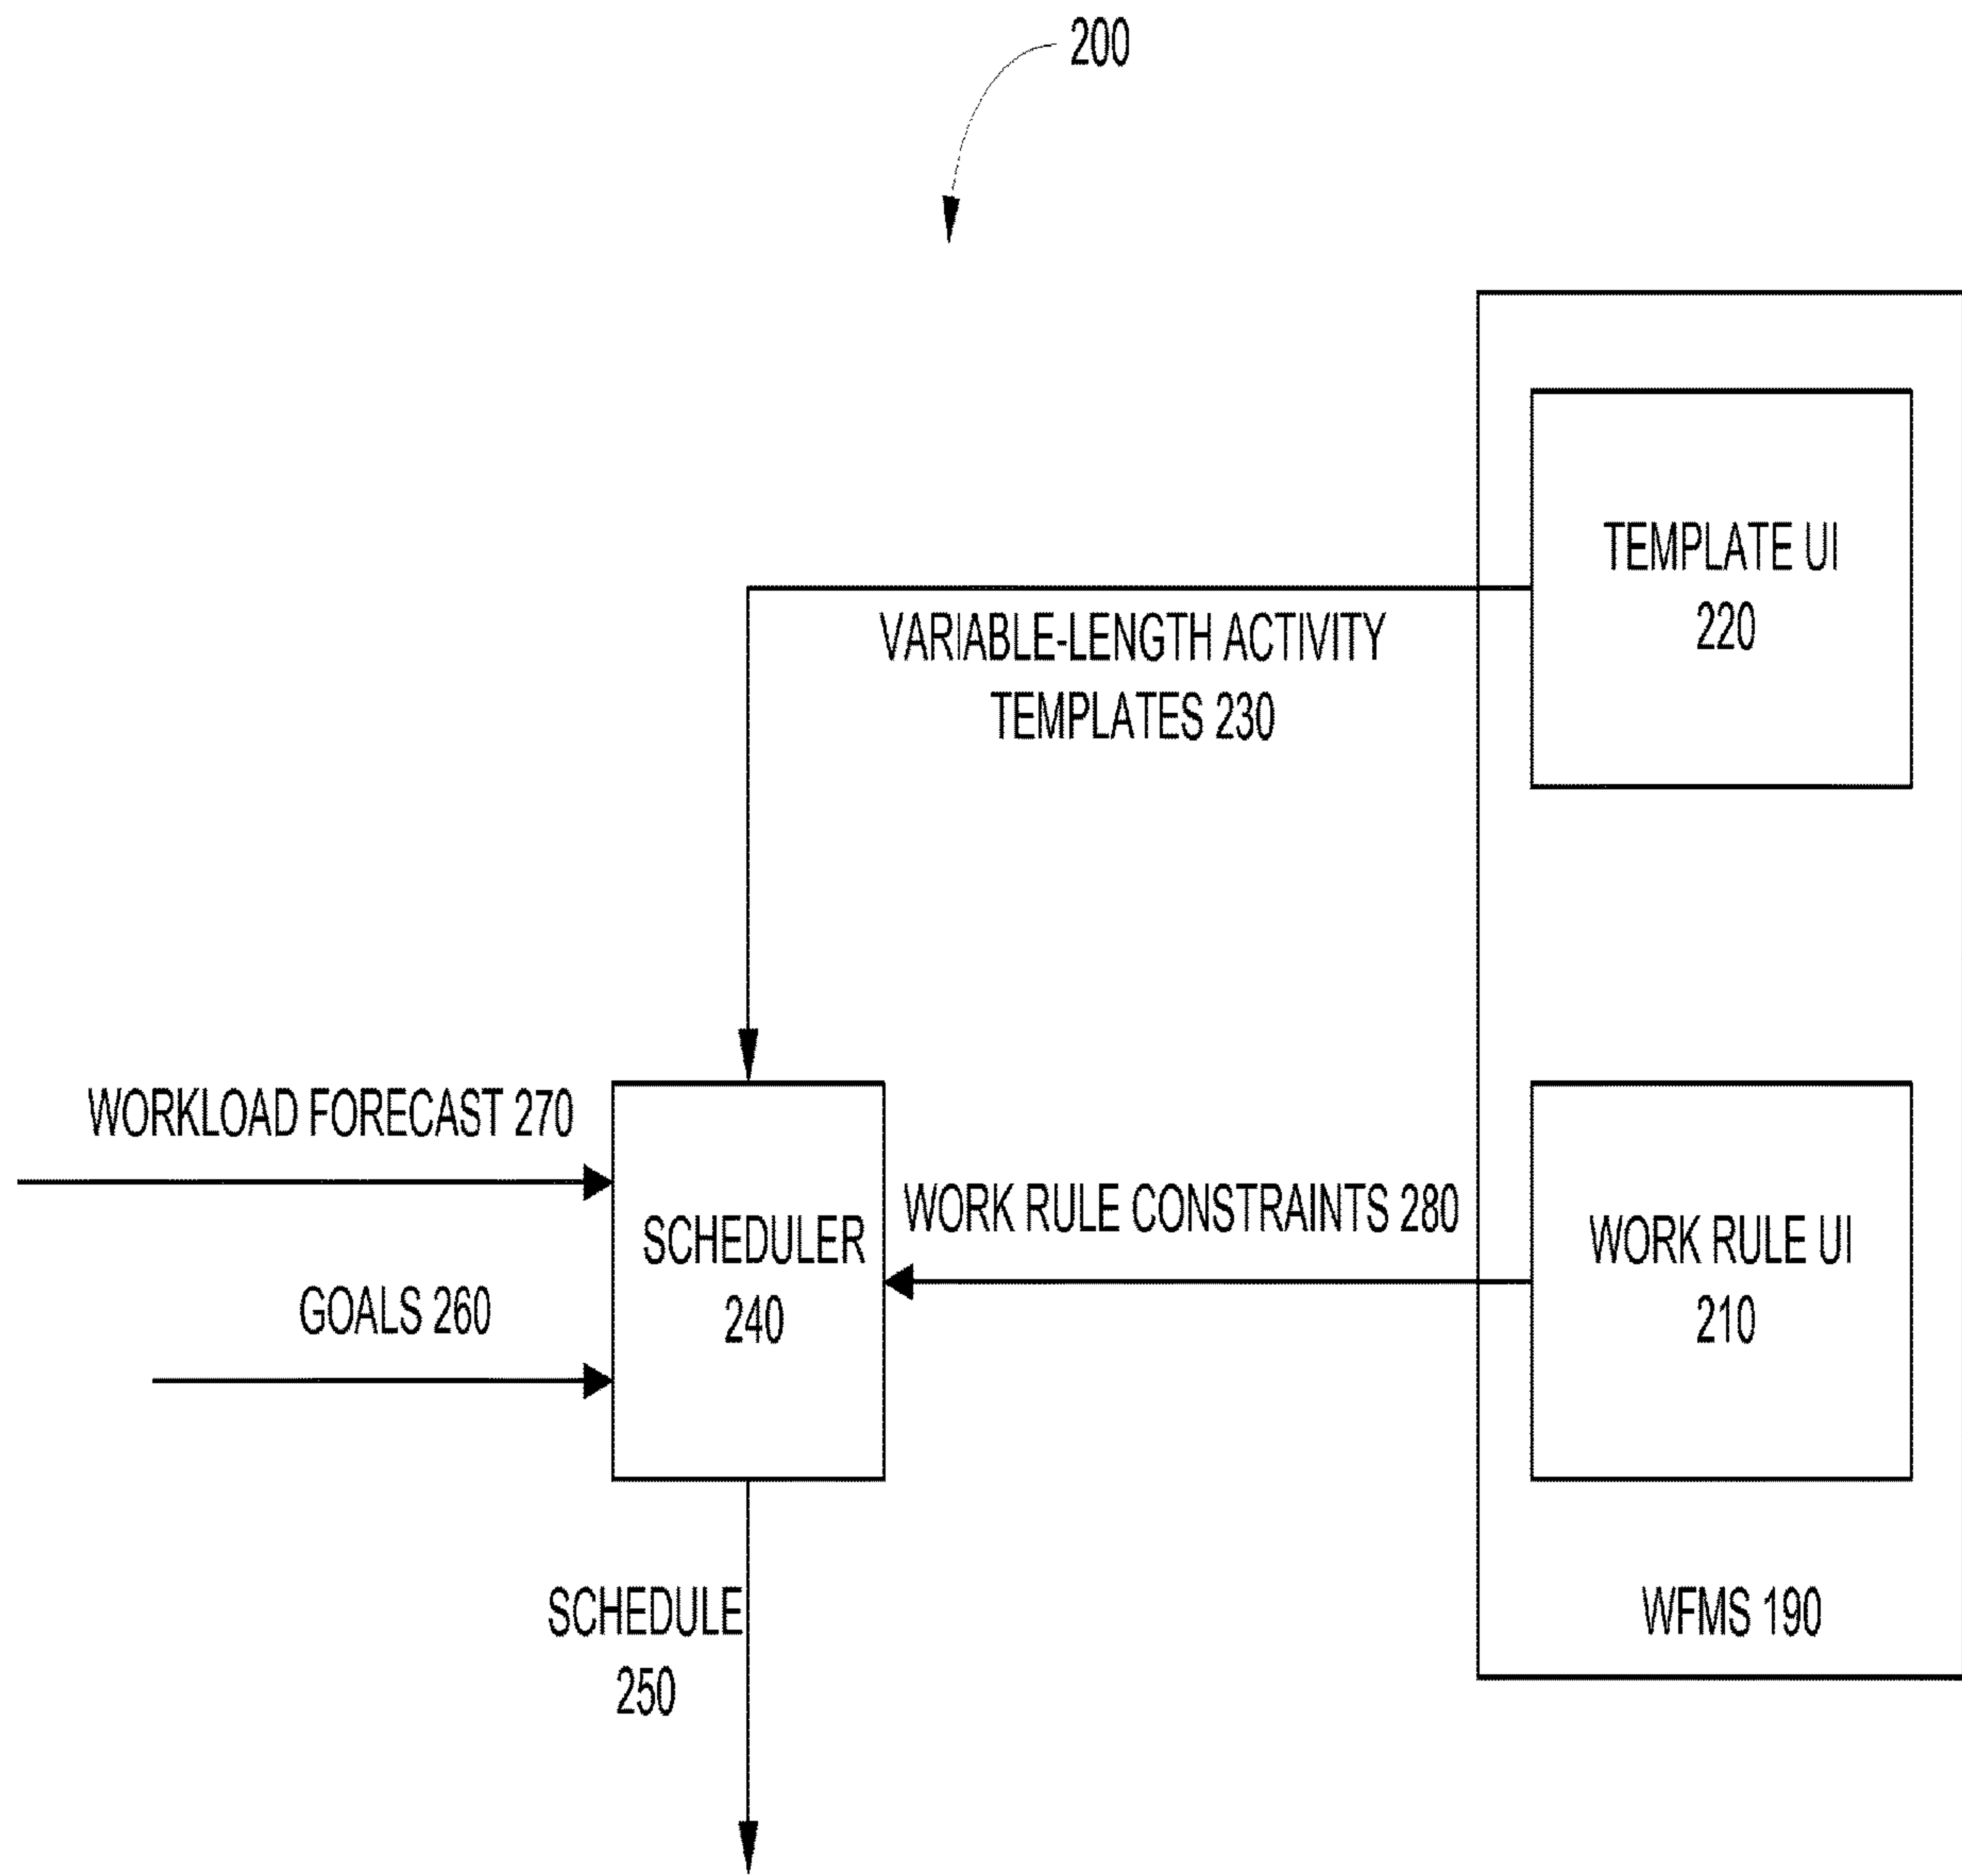 200
TEMPLATE UI
220
VARIABLE-LENGTH ACTIVITY
TEMPLATES 230
WORKLOAD FORECAST 270
GOALS 260
SCHEDULER
240
WORK RULE CONSTRAINTS 280
WORK RULE UI
210
SCHEDULE
250
WFMS 190